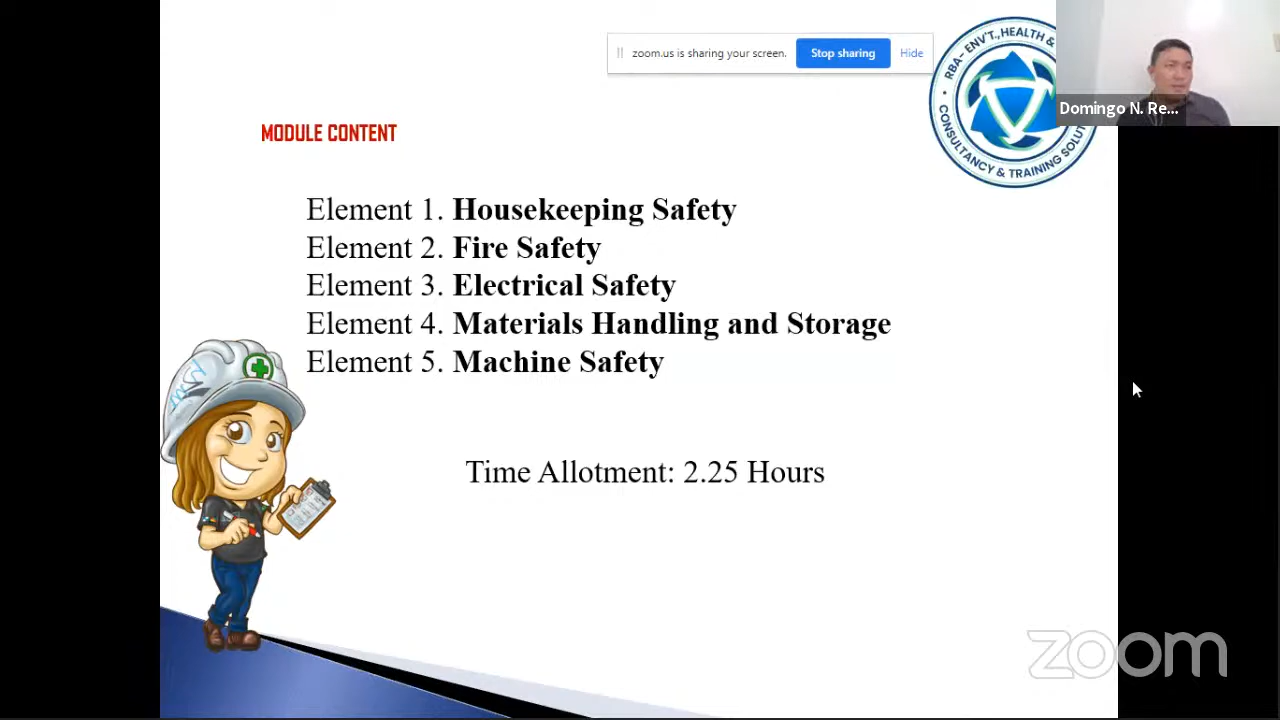 zoom.us is sharing your screen. Stop sharing Hide
RBA- ENV'T., HEALTH &
CONSULTANCY & TRAINING SOLUT
Domingo N. Re...
MODULE CONTENT
Element 1. Housekeeping Safety
Element 2. Fire Safety
Element 3. Electrical Safety
Element 4. Materials Handling and Storage
Element 5. Machine Safety
Time Allotment: 2.25 Hours
zoom